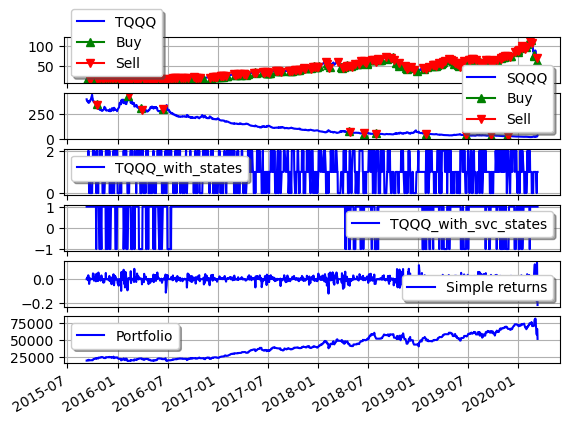 TQQQ
Buy
Sell
100
50
SQQQ
Buy
Sell
250
0
TQQQ_with_states
2
0
TQQQ_with_svc_states
1
0
−1
Simple returns
0.0
−0.2
Portfolio
75000
50000
25000
2015-07 2016-01 2016-07 2017-01 2017-07 2018-01 2018-07 2019-01 2019-07 2020-01